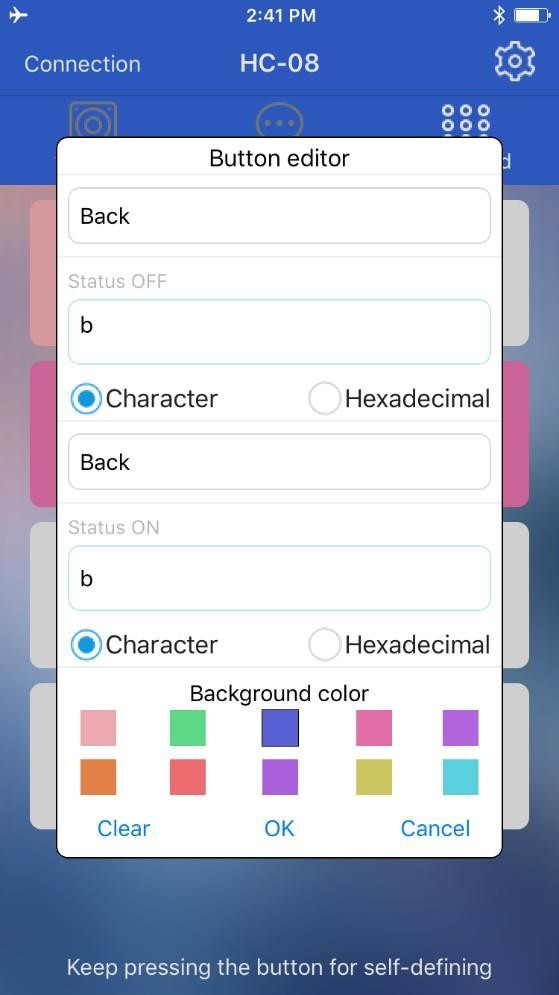 2:41 PM
Connection HC-08
d
Button editor
Back
Status OFF
b
Character Hexadecimal
Back
Status ON
b
Character Hexadecimal
Background color
Clear OK Cancel
Keep pressing the button for self-defining